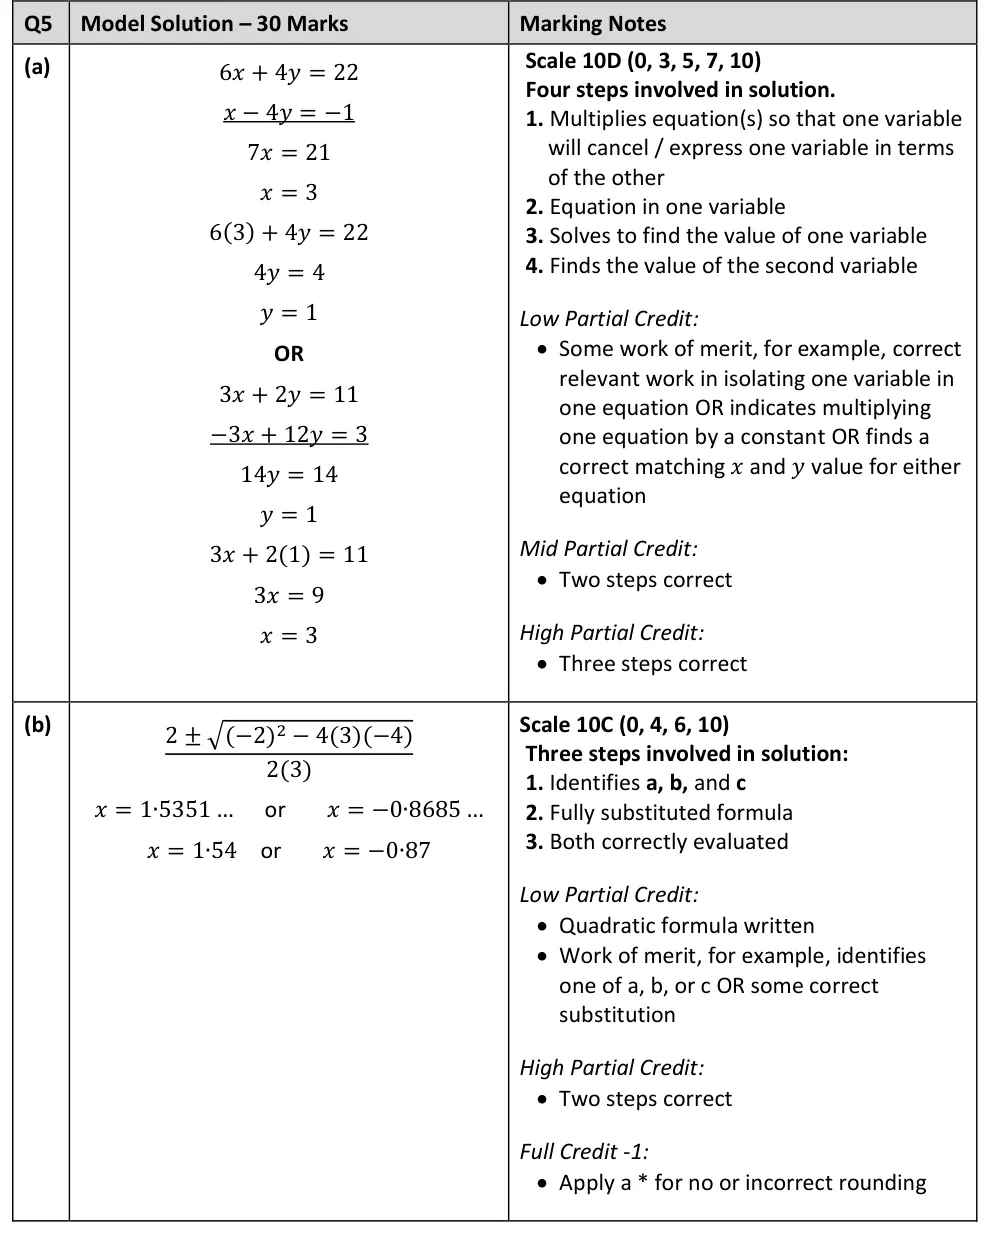 Q5 Model Solution – 30 Marks Marking Notes
(a)
6x + 4y = 22
x − 4y = −1
7x = 21
x = 3
6(3) + 4y = 22
4y = 4
y = 1
OR
3x + 2y = 11
−3x + 12y = 3
14y = 14
y = 1
3x + 2(1) = 11
3x = 9
x = 3
Scale 10D (0, 3, 5, 7, 10)
Four steps involved in solution.
1. Multiplies equation(s) so that one variable
will cancel / express one variable in terms
of the other
2. Equation in one variable
3. Solves to find the value of one variable
4. Finds the value of the second variable
Low Partial Credit:
• Some work of merit, for example, correct
relevant work in isolating one variable in
one equation OR indicates multiplying
one equation by a constant OR finds a
correct matching x and y value for either
equation
Mid Partial Credit:
• Two steps correct
High Partial Credit:
• Three steps correct
(b)
2 ± √(−2)² − 4(3)(−4)
2(3)
x = 1·5351 … or x = −0·8685 …
x = 1·54 or x = −0·87
Scale 10C (0, 4, 6, 10)
Three steps involved in solution:
1. Identifies a, b, and c
2. Fully substituted formula
3. Both correctly evaluated
Low Partial Credit:
• Quadratic formula written
• Work of merit, for example, identifies
one of a, b, or c OR some correct
substitution
High Partial Credit:
• Two steps correct
Full Credit -1:
• Apply a * for no or incorrect rounding